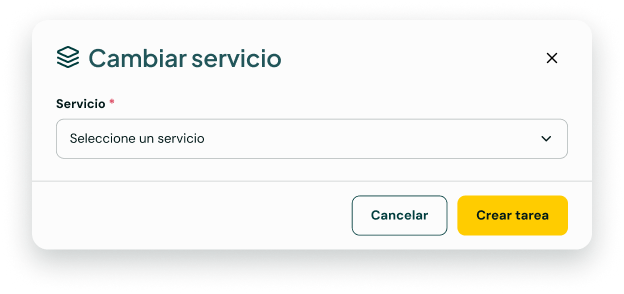 Cambiar servicio
Servicio *
Seleccione un servicio
Cancelar
Crear tarea